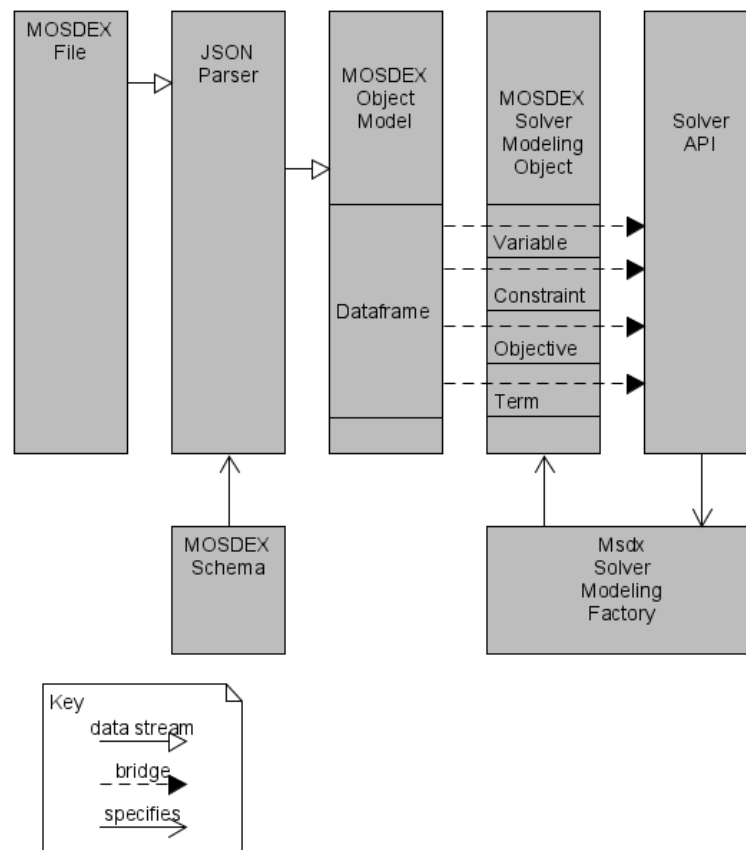 MOSDEX
File
JSON
Parser
MOSDEX
Object
Model
MOSDEX
Solver
Modeling
Object
Solver
API
Dataframe
Variable
Constraint
Objective
Term
MOSDEX
Schema
Msdx
Solver
Modeling
Factory
Key
data stream
bridge
specifies